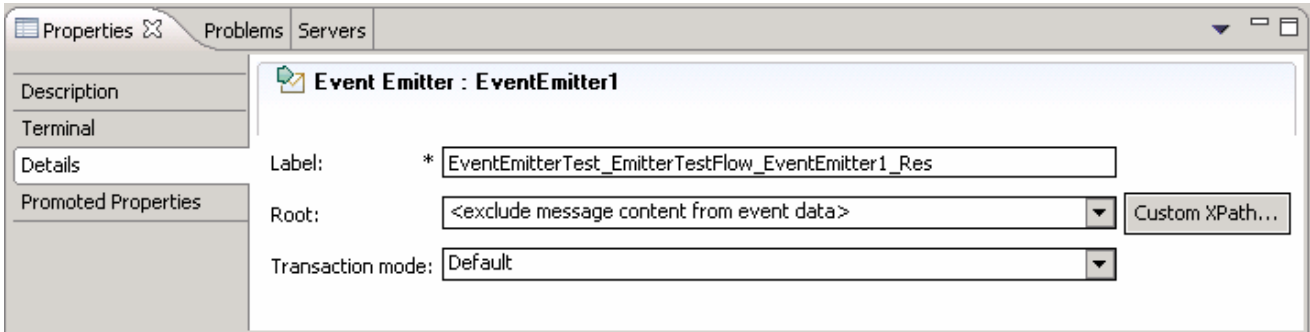 Properties Problems Servers
Event Emitter : EventEmitter1
Description
Terminal
Details
Promoted Properties
Label: * EventEmitterTest_EmitterTestFlow_EventEmitter1_Res
Root: <exclude message content from event data> Custom XPath...
Transaction mode: Default